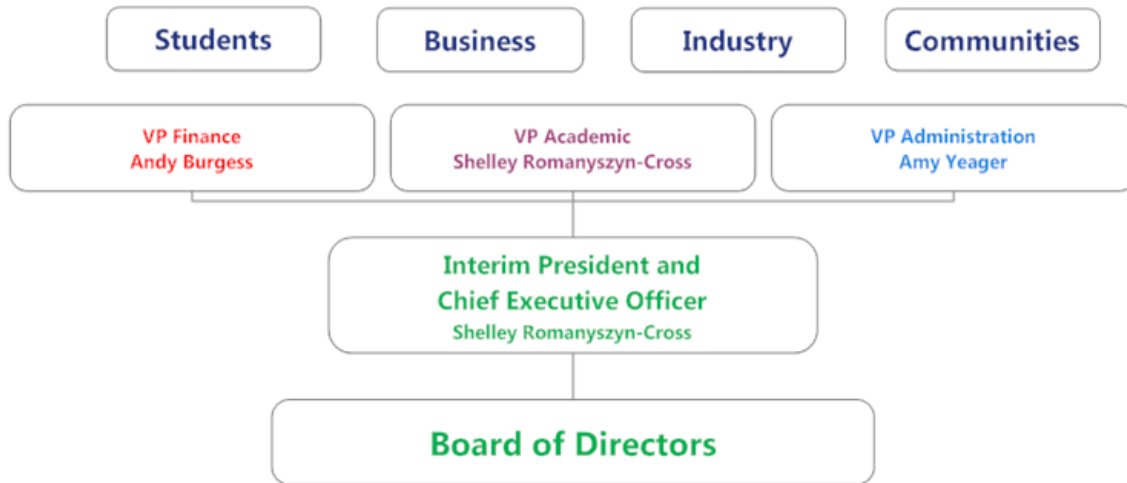 Students
Business
Industry
Communities
VP Finance
Andy Burgess
VP Academic
Shelley Romanyszyn-Cross
VP Administration
Amy Yeager
Interim President and
Chief Executive Officer
Shelley Romanyszyn-Cross
Board of Directors